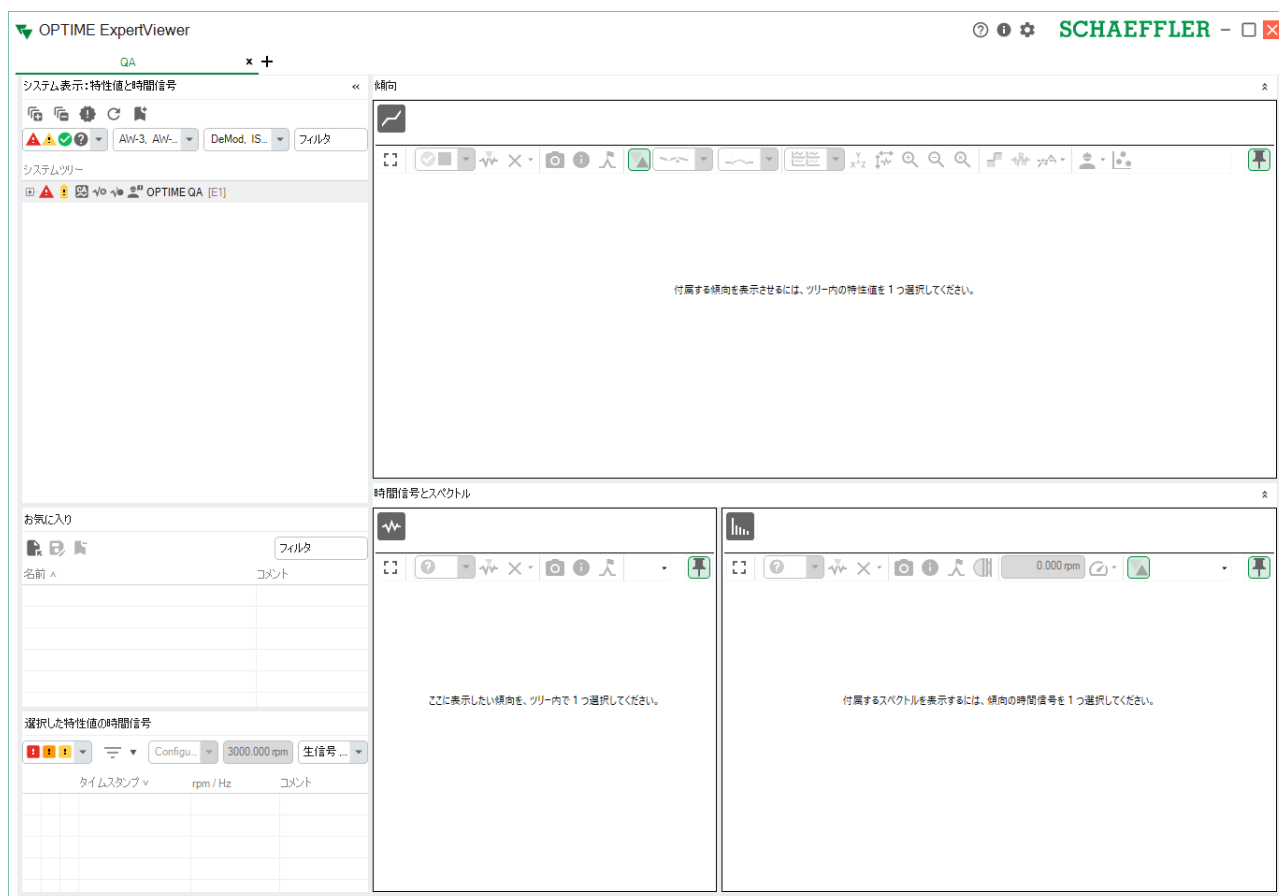 OPTIME ExpertViewer
SCHAEFFLER
QA
システム表示:特性値と時間信号
AW-3, AW-...
DeMod, IS...
フィルタ
システムツリー
OPTIME QA [E1]
傾向
付属する傾向を表示させるには、ツリー内の特性値を 1 つ選択してください。
お気に入り
フィルタ
名前
コメント
選択した特性値の時間信号
Configu...
3000.000 rpm
生信号,...
タイムスタンプ
rpm / Hz
コメント
時間信号とスペクトル
ここに表示したい傾向を、ツリー内で 1 つ選択してください。
0.000 rpm
付属するスペクトルを表示するには、傾向の時間信号を 1 つ選択してください。